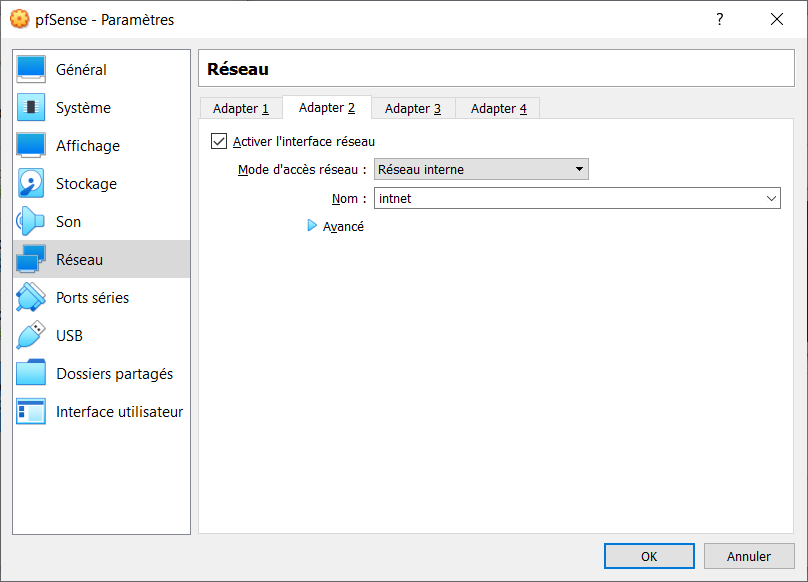 pfSense - Paramètres
?
Général
Système
Affichage
Stockage
Son
Réseau
Ports séries
USB
Dossiers partagés
Interface utilisateur
Réseau
Adapter 1 Adapter 2 Adapter 3 Adapter 4
Activer l'interface réseau
Mode d'accès réseau : Réseau interne
Nom : intnet
Avancé
OK Annuler